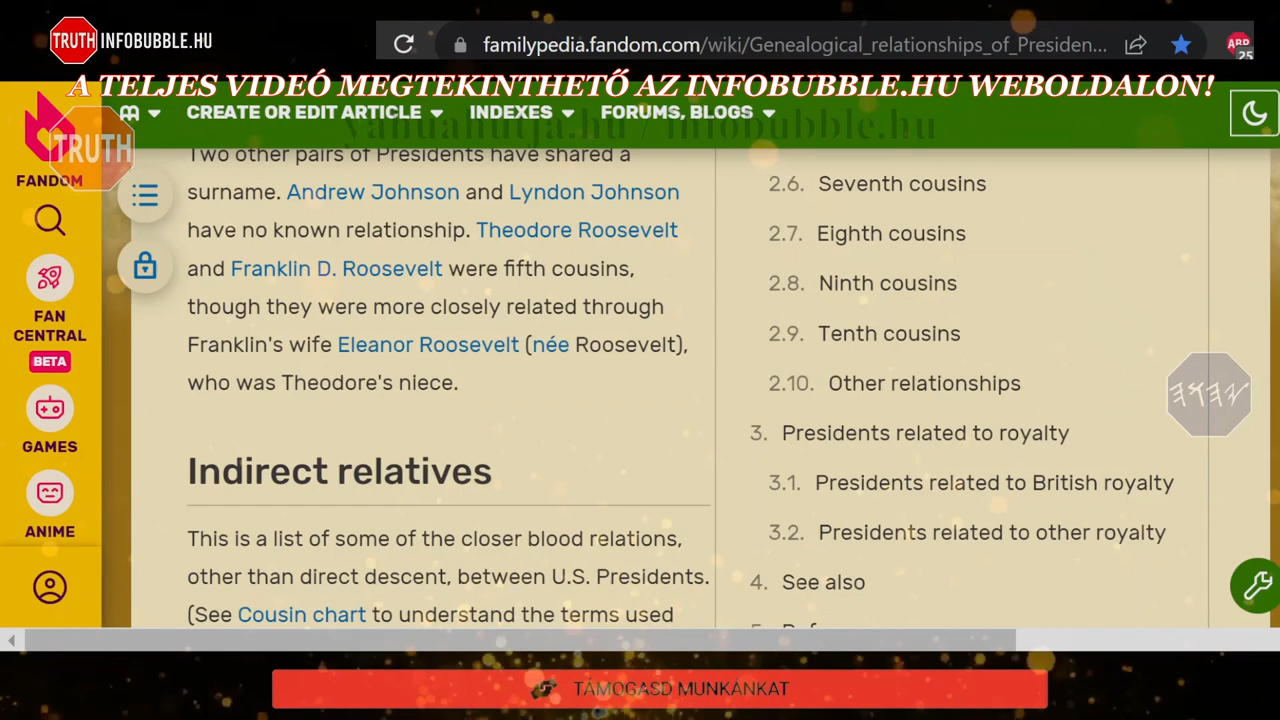 TRUTH INFOBUBBLE.HU
familypedia.fandom.com/wiki/Genealogical_relationships_of_Presiden...
25
A TELJES VIDEÓ MEGTEKINTHETŐ AZ INFOBUBBLE.HU WEBOLDALON!
CREATE OR EDIT ARTICLE
INDEXES
FORUMS, BLOGS
yahuahutja.hu / infobubble.hu
TRUTH
FANDOM
FAN
CENTRAL
BETA
GAMES
ANIME
Two other pairs of Presidents have shared a
surname. Andrew Johnson and Lyndon Johnson
have no known relationship. Theodore Roosevelt
and Franklin D. Roosevelt were fifth cousins,
though they were more closely related through
Franklin's wife Eleanor Roosevelt (née Roosevelt),
who was Theodore's niece.
Indirect relatives
This is a list of some of the closer blood relations,
other than direct descent, between U.S. Presidents.
(See Cousin chart to understand the terms used
2.6. Seventh cousins
2.7. Eighth cousins
2.8. Ninth cousins
2.9. Tenth cousins
2.10. Other relationships
3. Presidents related to royalty
3.1. Presidents related to British royalty
3.2. Presidents related to other royalty
4. See also
TÁMOGASD MUNKÁNKAT